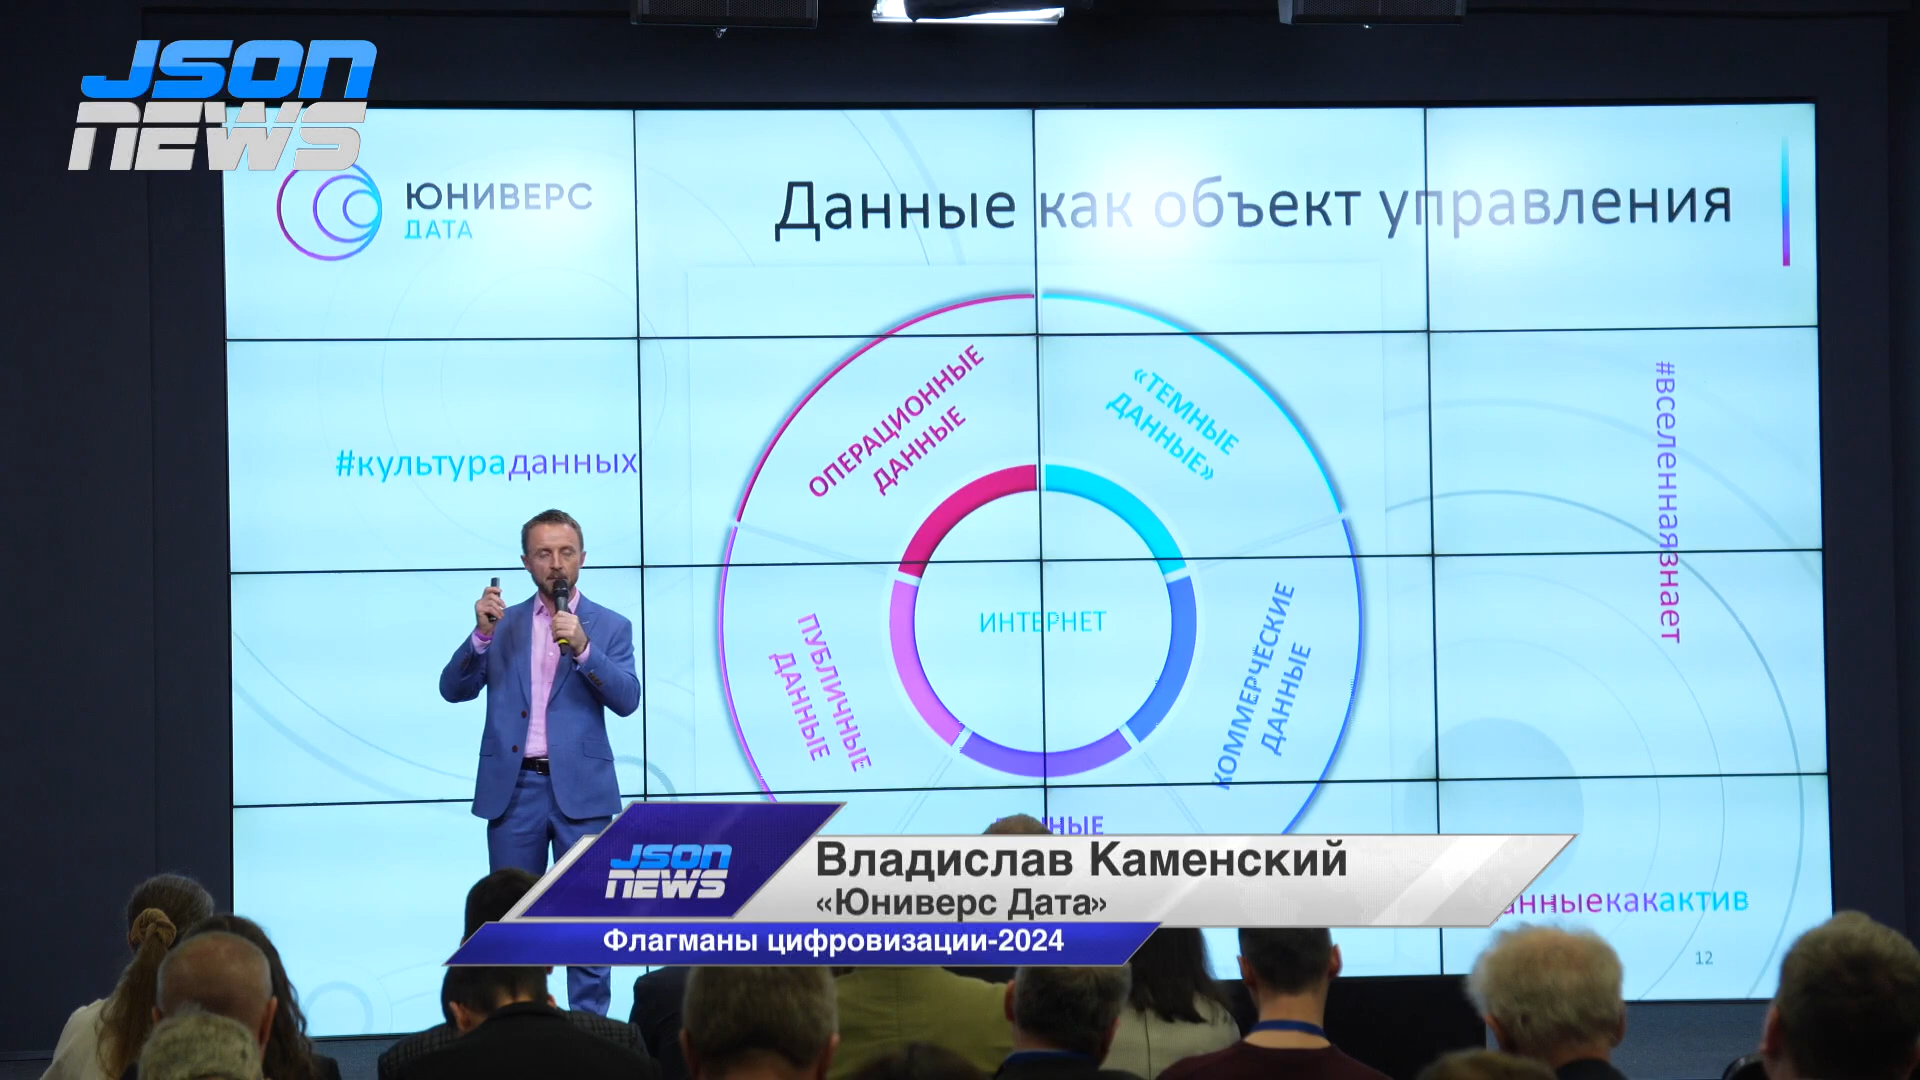 JSON
NEWS
ЮНИВЕРС
ДАТА
Данные как объект управления
#культураданных
ОПЕРАЦИОННЫЕ
ДАННЫЕ
«ТЕМНЫЕ
ДАННЫЕ»
#вселеннаязнает
ИНТЕРНЕТ
ПУБЛИЧНЫЕ
ДАННЫЕ
КОММЕРЧЕСКИЕ
ДАННЫЕ
JSON
NEWS
Владислав Каменский
«Юниверс Дата»
Флагманы цифровизации-2024
12